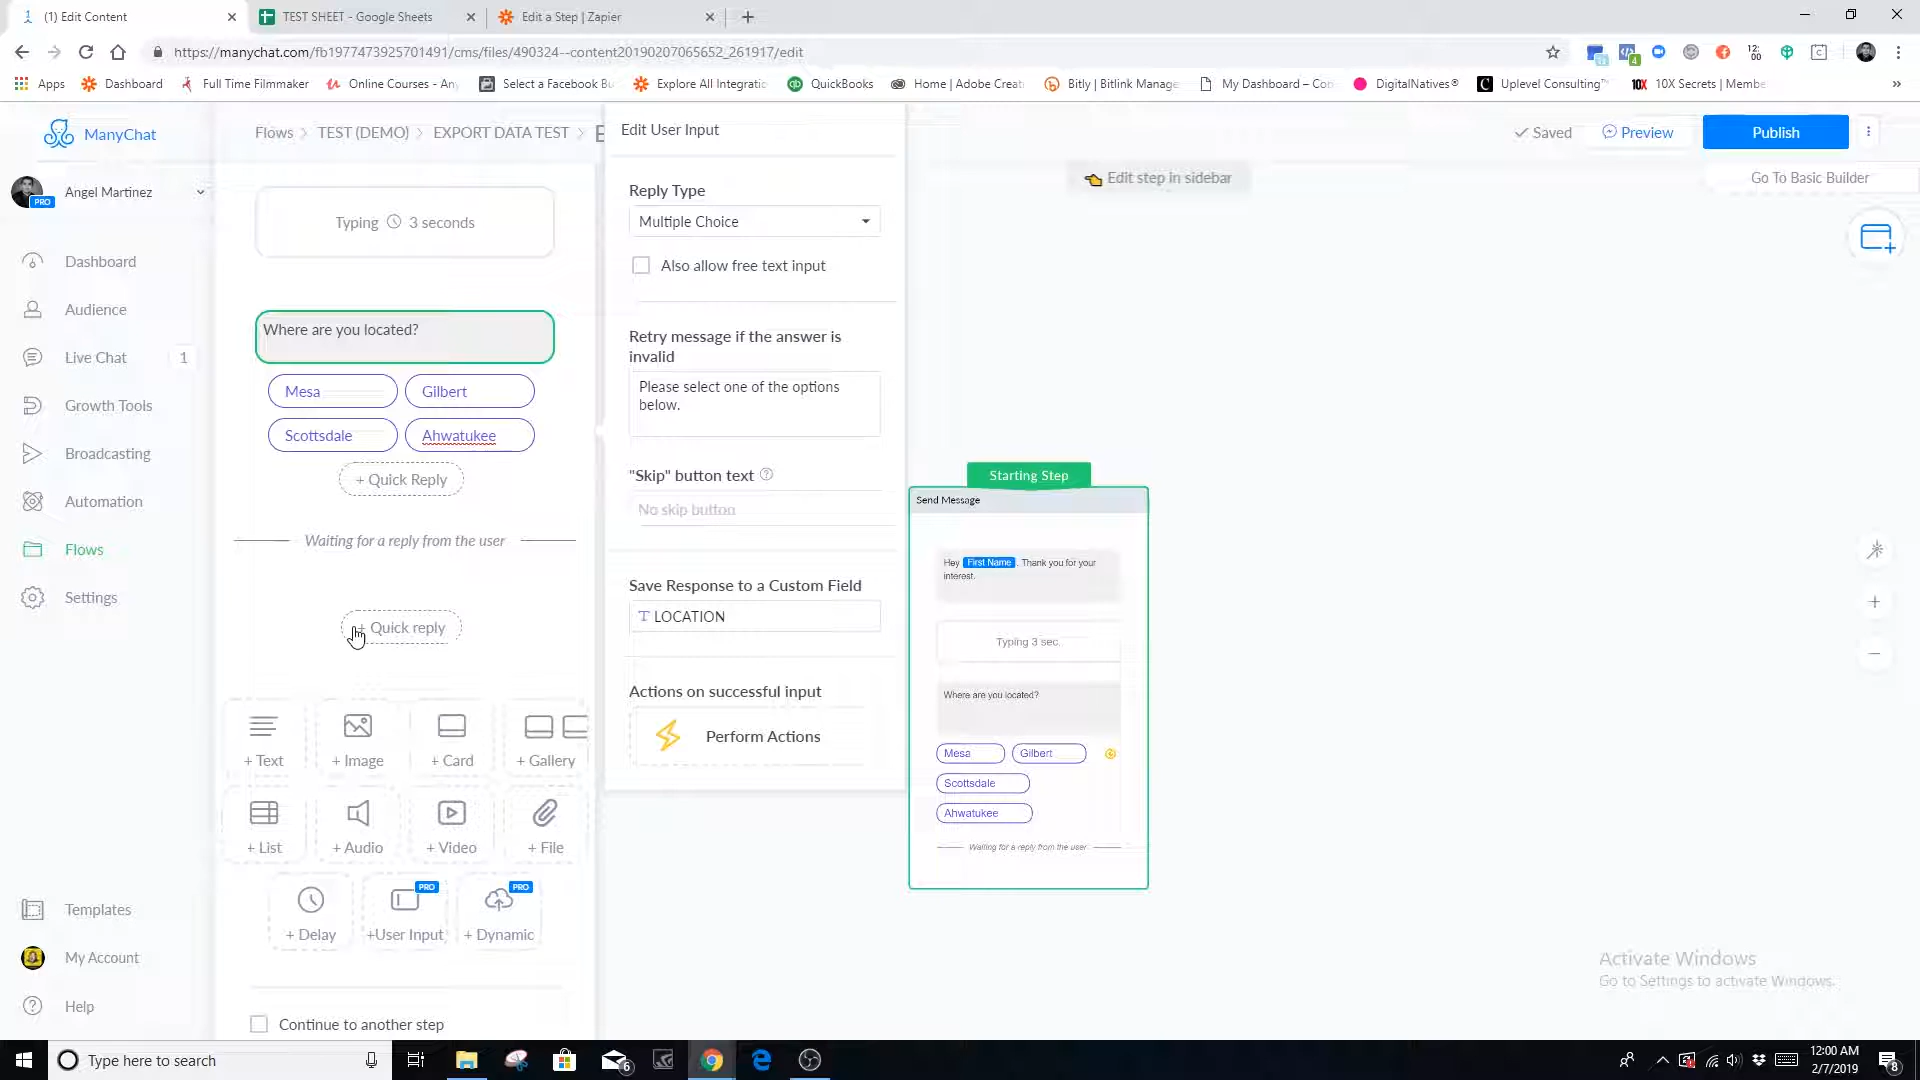 (1) Edit Content
TEST SHEET - Google Sheets
Edit a Step | Zapier
https://manychat.com/fb1977473925701491/cms/files/490324--content20190207065652_261917/edit
Apps
Dashboard
Full Time Filmmaker
Online Courses - Any
Select a Facebook Bu
Explore All Integratio
QuickBooks
Home | Adobe Creati
Bitly | Bitlink Manage
My Dashboard – Con
DigitalNatives®
Uplevel Consulting™
10X Secrets | Membe
»
ManyChat
Flows > TEST (DEMO) > EXPORT DATA TEST >
Edit User Input
Saved
Preview
Publish
Angel Martinez
PRO
Edit step in sidebar
Go To Basic Builder
Dashboard
Audience
Live Chat 1
Growth Tools
Broadcasting
Automation
Flows
Settings
Templates
My Account
Help
Typing 3 seconds
Where are you located?
Mesa
Gilbert
Scottsdale
Ahwatukee
+ Quick Reply
Waiting for a reply from the user
+ Quick reply
+ Text
+ Image
+ Card
+ Gallery
+ List
+ Audio
+ Video
+ File
PRO
PRO
+ Delay
+User Input
+ Dynamic
Continue to another step
Reply Type
Multiple Choice
Also allow free text input
Retry message if the answer is
invalid
Please select one of the options
below.
"Skip" button text
No skip button
Save Response to a Custom Field
T LOCATION
Actions on successful input
Perform Actions
Starting Step
Send Message
Hey First Name . Thank you for your
interest.
Typing 3 sec.
Where are you located?
Mesa
Gilbert
Scottsdale
Ahwatukee
Waiting for a reply from the user
Activate Windows
Go to Settings to activate Windows.
Type here to search
6
12:00 AM
2/7/2019
8